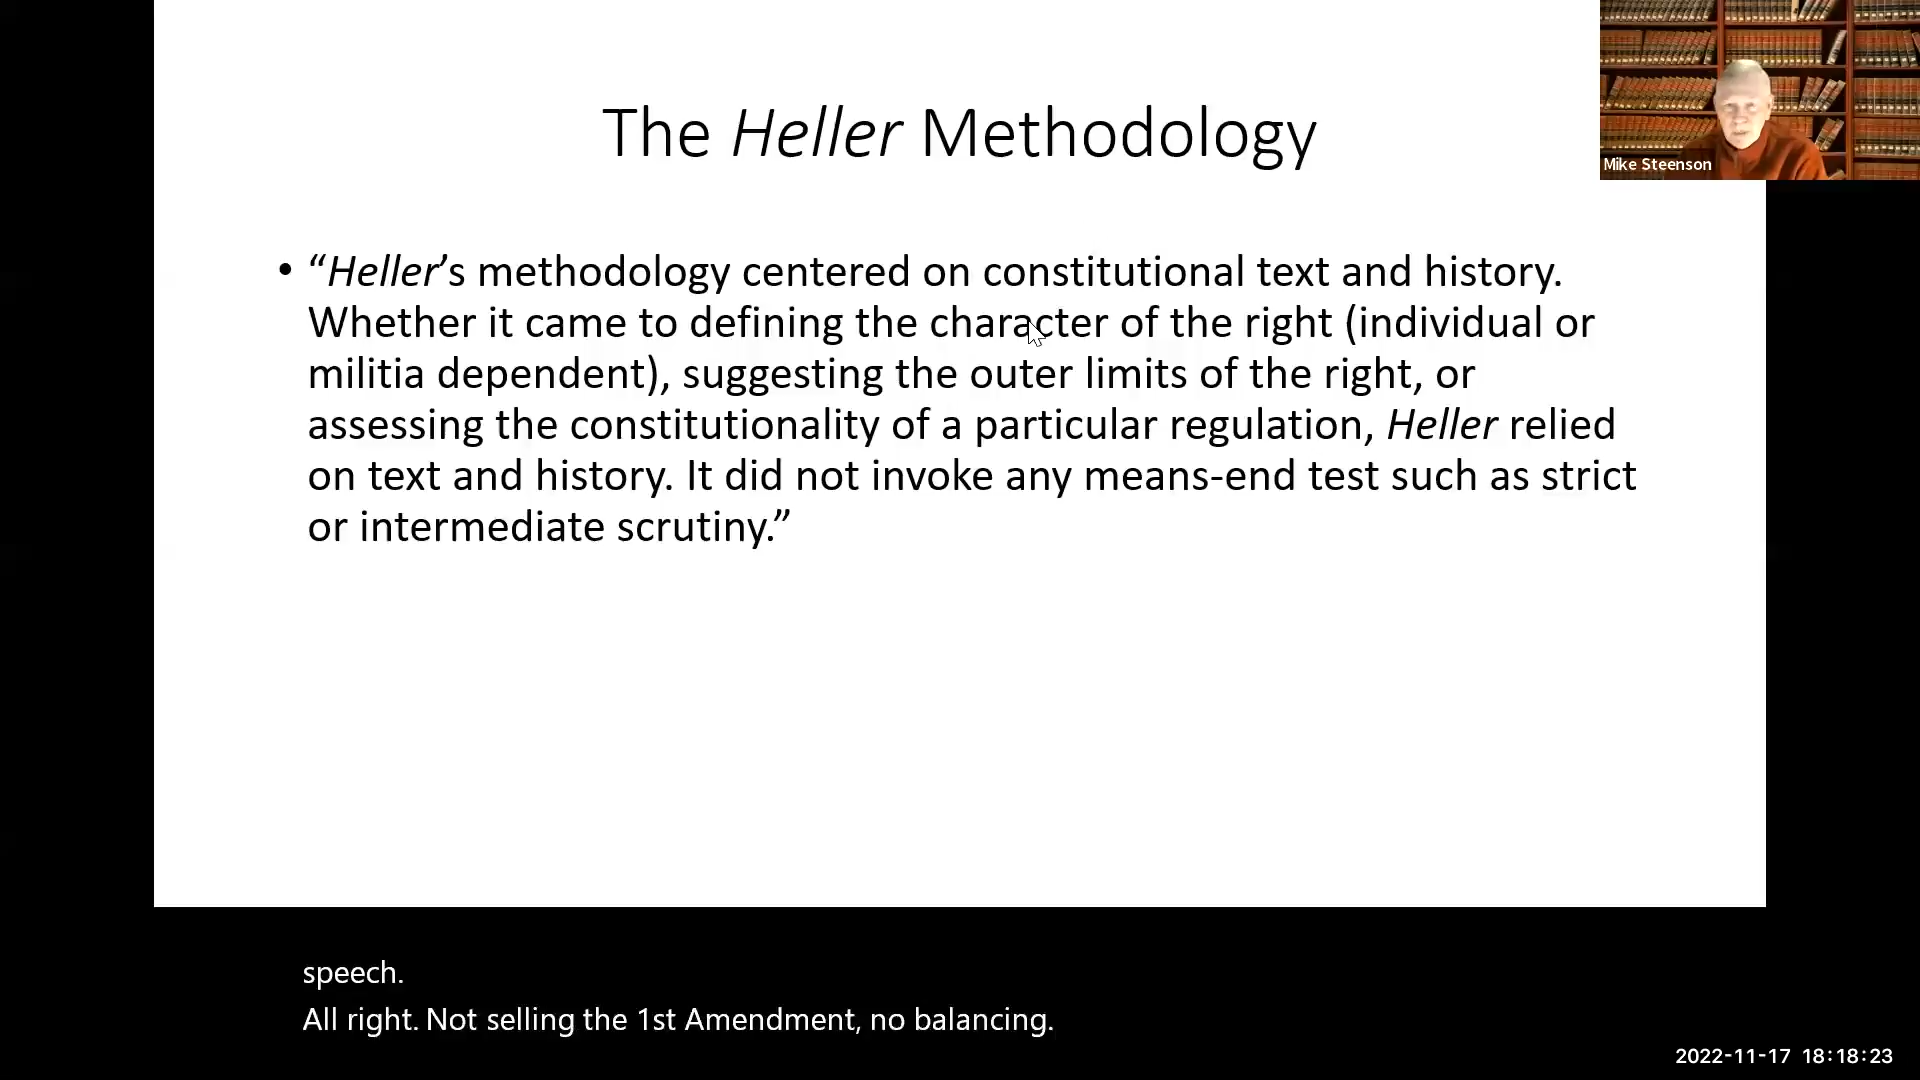 The Heller Methodology
Mike Steenson
• “Heller’s methodology centered on constitutional text and history.
Whether it came to defining the character of the right (individual or
militia dependent), suggesting the outer limits of the right, or
assessing the constitutionality of a particular regulation, Heller relied
on text and history. It did not invoke any means-end test such as strict
or intermediate scrutiny.”
speech.
All right. Not selling the 1st Amendment, no balancing.
2022-11-17 18:18:23